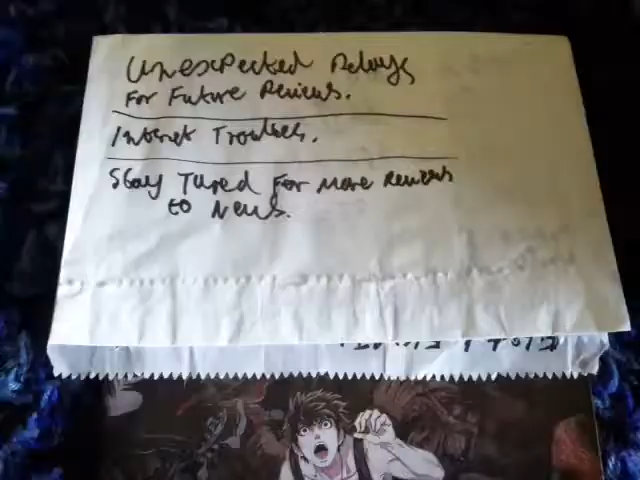 Unexpected Delays
For Future Reviews.
Internet Troubles.
Stay Tuned For More Reviews
to News.